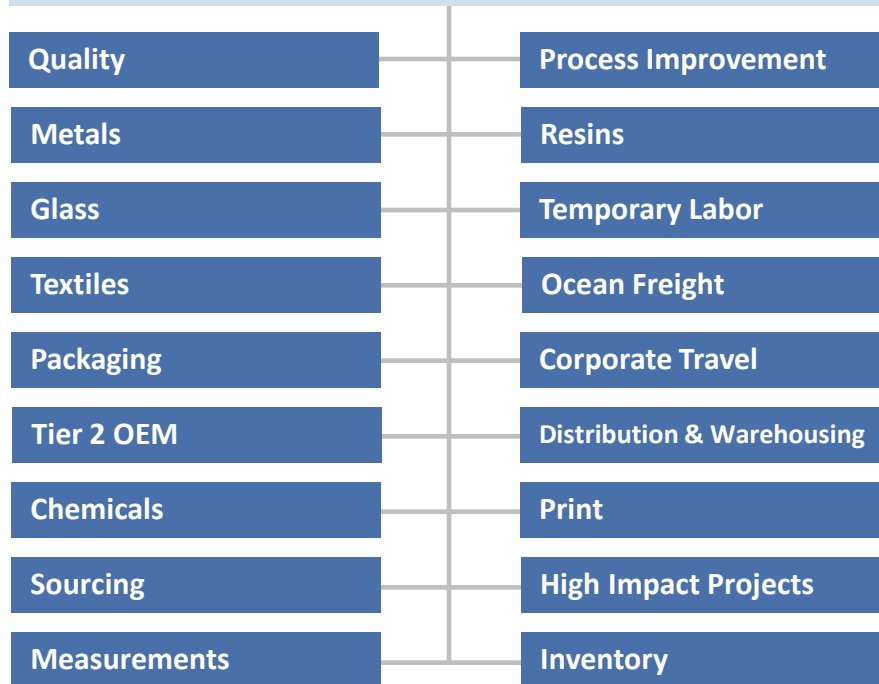 Quality
Process Improvement
Metals
Resins
Glass
Temporary Labor
Textiles
Ocean Freight
Packaging
Corporate Travel
Tier 2 OEM
Distribution & Warehousing
Chemicals
Print
Sourcing
High Impact Projects
Measurements
Inventory